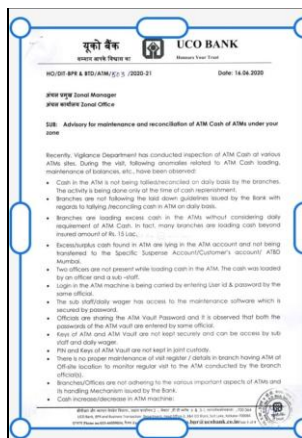 यूको बैंक UCO BANK
सम्मान आपके विश्वास का Honours Your Trust
HO/DIT-BPR & BTD/ATM/ /2020-21 Date: 16.06.2020
अंचल प्रमुख Zonal Manager
अंचल कार्यालय Zonal Office
SUB: Advisory for maintenance and reconciliation of ATM Cash of ATMs under your
zone
Recently, Vigilance Department has conducted inspection of ATM Cash at various
ATMs sites. During the visit, following anomalies related to ATM Cash loading,
maintenance of balances, etc., have been observed:
• Cash in the ATM is not being tallied/reconciled on daily basis by the branches.
The activity is being done only at the time of cash replenishment.
• Branches are not following the laid down guidelines issued by the Bank with
regards to tallying /reconciling cash in ATM on daily basis.
• Branches are loading excess cash in the ATMs without considering daily
requirement of ATM Cash. In fact, many branches are loading cash beyond
insured amount of Rs. 15 Lac.
• Excess/surplus cash found in ATM are lying in the ATM account and not being
transferred to the Specific Suspense Account/Customer's account/ ATBD
Mumbai.
• Two officers are not present while loading cash in the ATM. The cash was loaded
by an officer and a sub-staff.
• Login in the ATM machine is being carried by entering User Id & password by the
same official.
• The sub staff/daily wager has access to the maintenance software which is
secured by password.
• Officials are sharing the ATM Vault Password and it is observed that both the
passwords of the ATM vault are entered by same official.
• Keys of ATM and ATM Vault are not kept securely and can be access by sub
staff and daily wager.
• PIN and Keys of ATM Vault are not kept in joint custody.
• There is no proper maintenance of visit register / details in branch having ATM at
Off-site location to monitor regular visit to the ATM conducted by the branch
official(s).
• Branches/Offices are not adhering to the various important aspects of ATMs and
its handling Mechanism issued by the Bank.
• Cash increase/decrease in ATM machine: